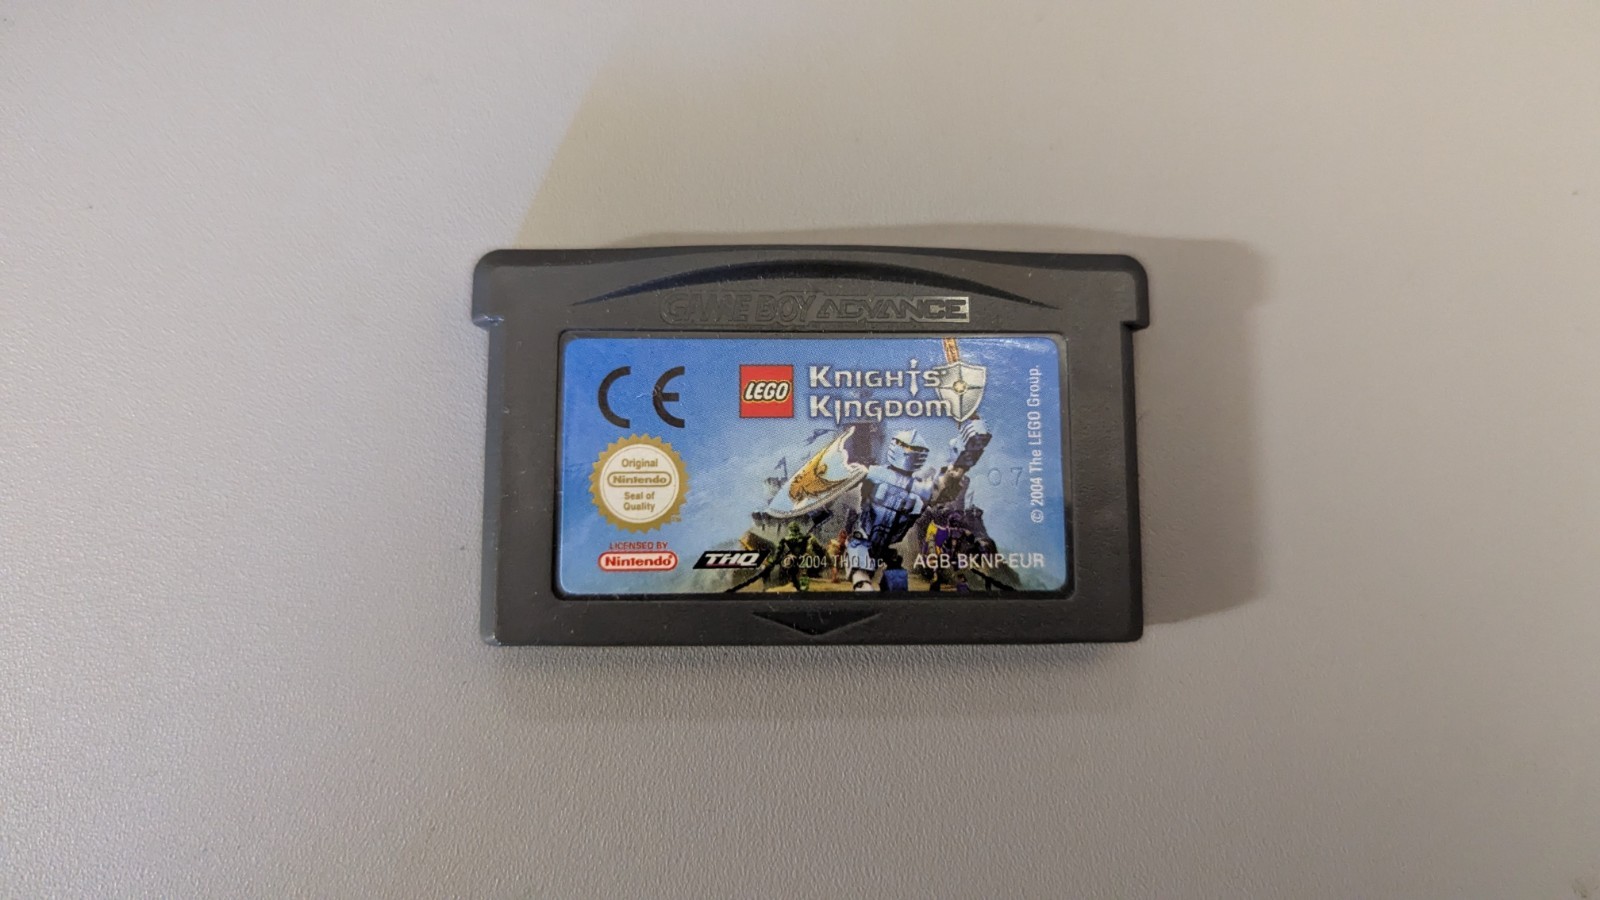 GAME BOY ADVANCE
CE
LEGO
KNIGHTS'
KINGDOM
Original
Nintendo
Seal of
Quality
07
© 2004 The LEGO Group.
LICENSED BY
Nintendo
THQ
© 2004 THQ Inc.
AGB-BKNP-EUR